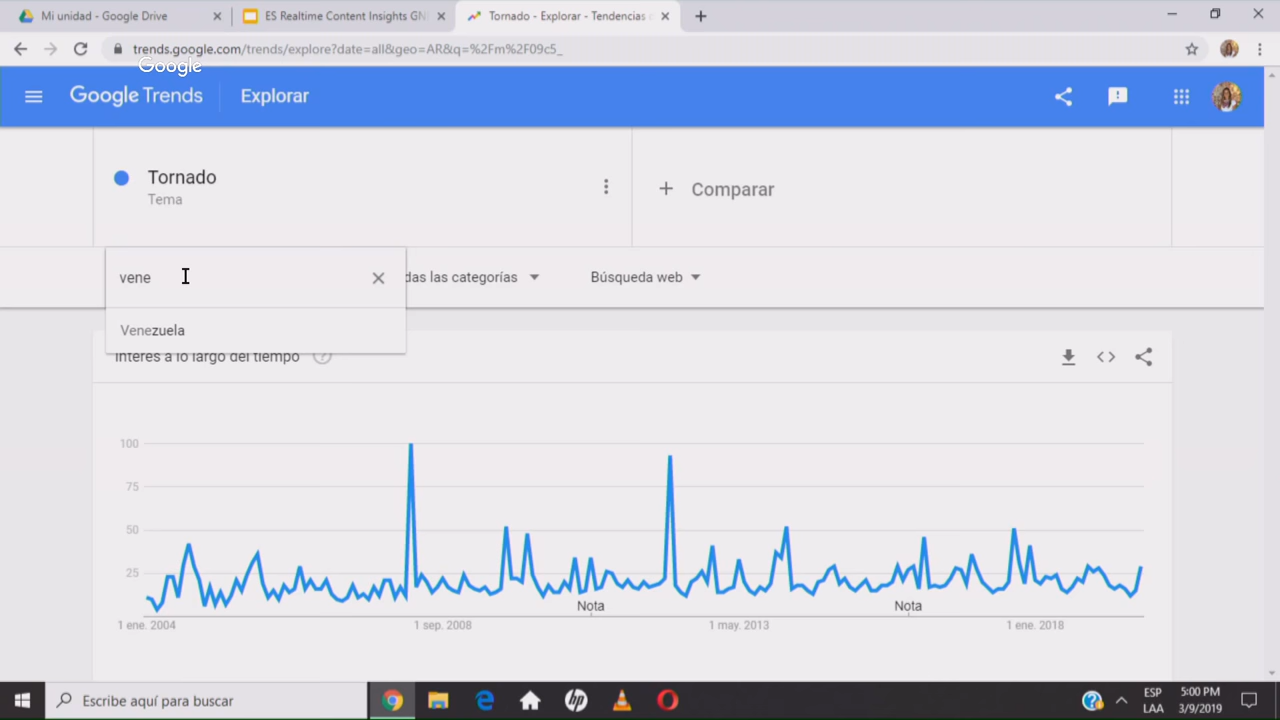 Mi unidad - Google Drive
ES Realtime Content Insights GN
Tornado - Explorar - Tendencias
trends.google.com/trends/explore?date=all&geo=AR&q=%2Fm%2F09c5_
Google
Google Trends
Explorar
Tornado
Tema
+ Comparar
vene
das las categorías
Búsqueda web
Venezuela
Interés a lo largo del tiempo
100
75
50
25
Nota
Nota
1 ene. 2004
1 sep. 2008
1 may. 2013
1 ene. 2018
Escribe aquí para buscar
hp
ESP
LAA
5:00 PM
3/9/2019